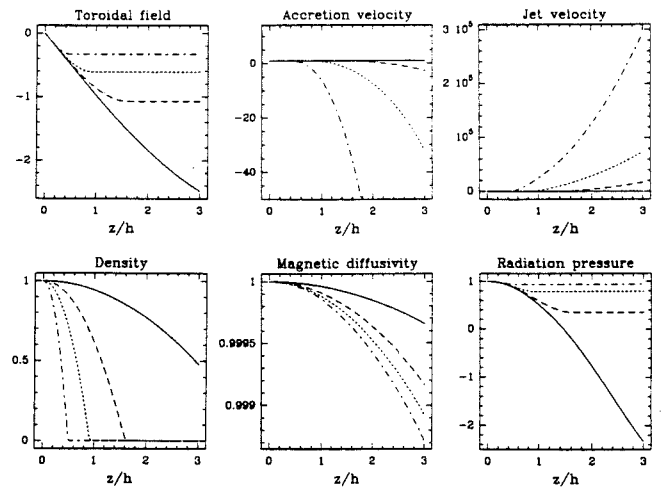 Toroidal field
Accretion velocity
Jet velocity
0
-1
-2
0
-20
-40
3 10⁵
2 10⁵
10⁵
0
0 1 2 3
0 1 2 3
0 1 2 3
z/h
z/h
z/h
Density
Magnetic diffusivity
Radiation pressure
1
0.5
0
1
0.9995
0.999
1
0
-1
-2
0 1 2 3
0 1 2 3
0 1 2 3
z/h
z/h
z/h